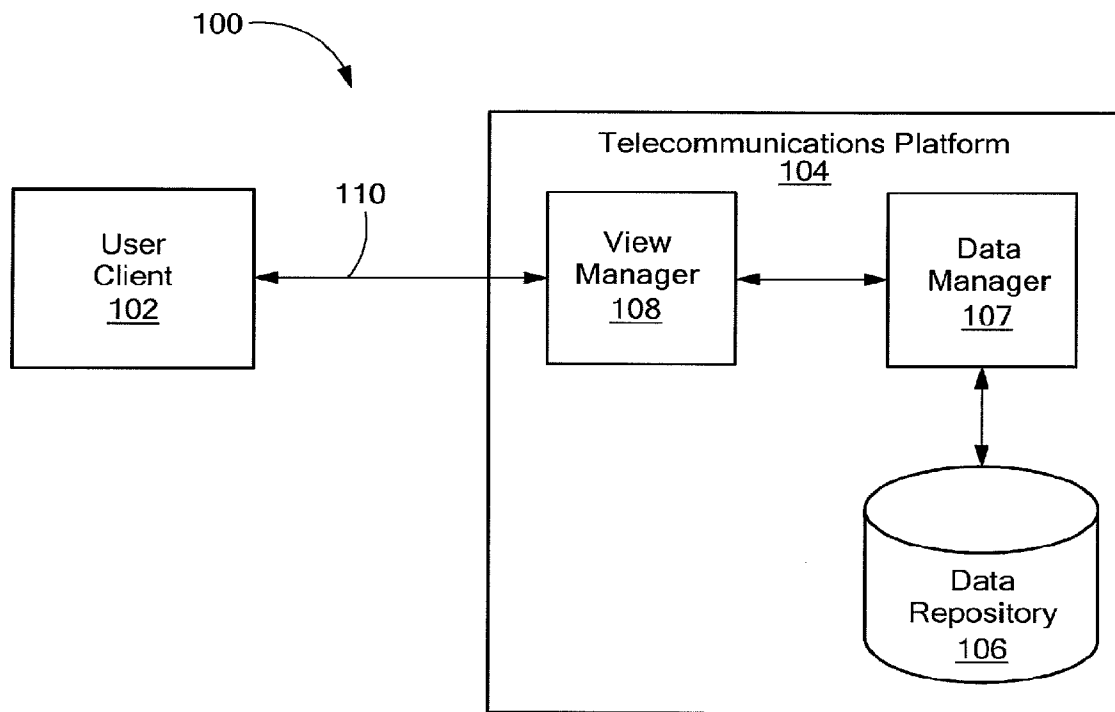 100
Telecommunications Platform
104
110
User
Client
102
View
Manager
108
Data
Manager
107
Data
Repository
106